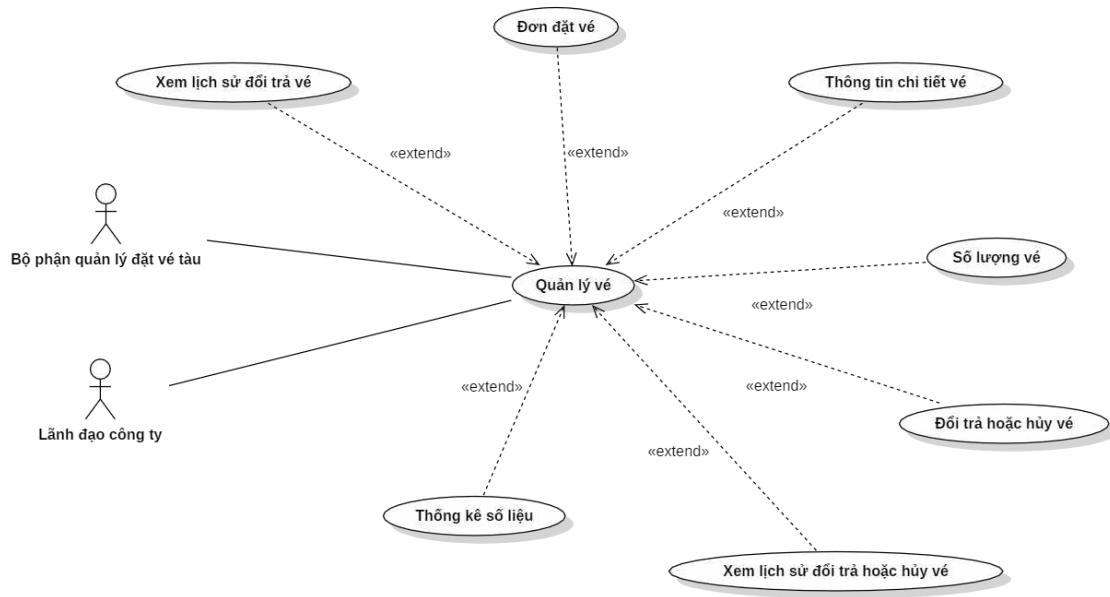 Đơn đặt vé
Xem lịch sử đổi trả vé
Thông tin chi tiết vé
«extend»
«extend»
«extend»
Bộ phận quản lý đặt vé tàu
Số lượng vé
Quản lý vé
«extend»
«extend»
«extend»
Lãnh đạo công ty
Đổi trả hoặc hủy vé
«extend»
Thống kê số liệu
Xem lịch sử đổi trả hoặc hủy vé